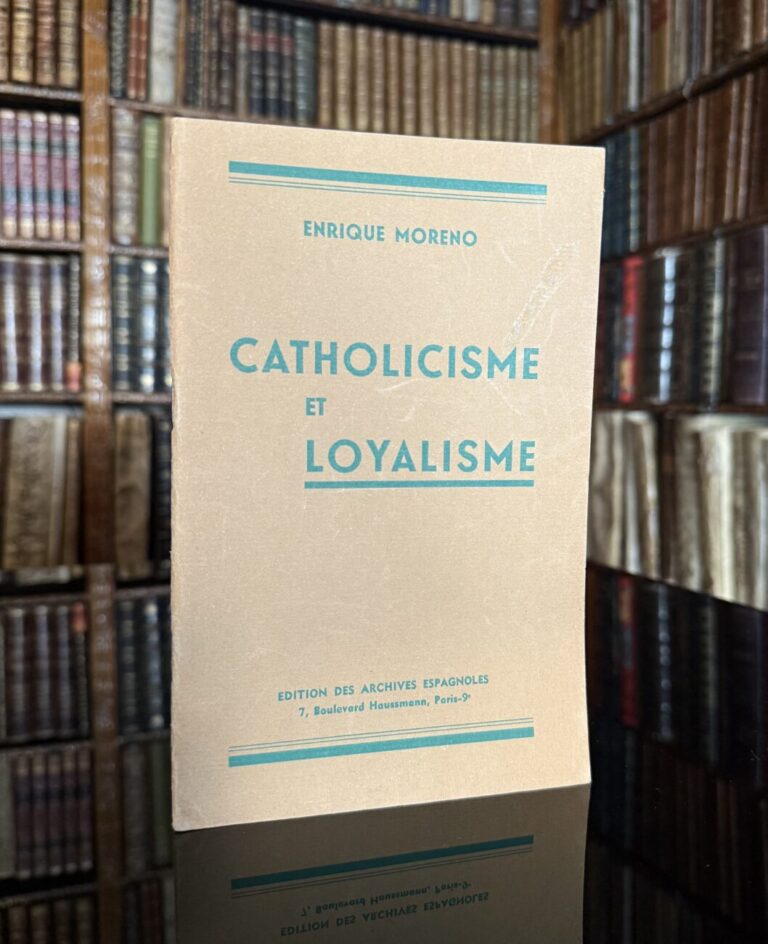 ENRIQUE MORENO
CATHOLICISME
ET
LOYALISME
EDITION DES ARCHIVES ESPAGNOLES
7, Boulevard Haussmann, Paris-9e